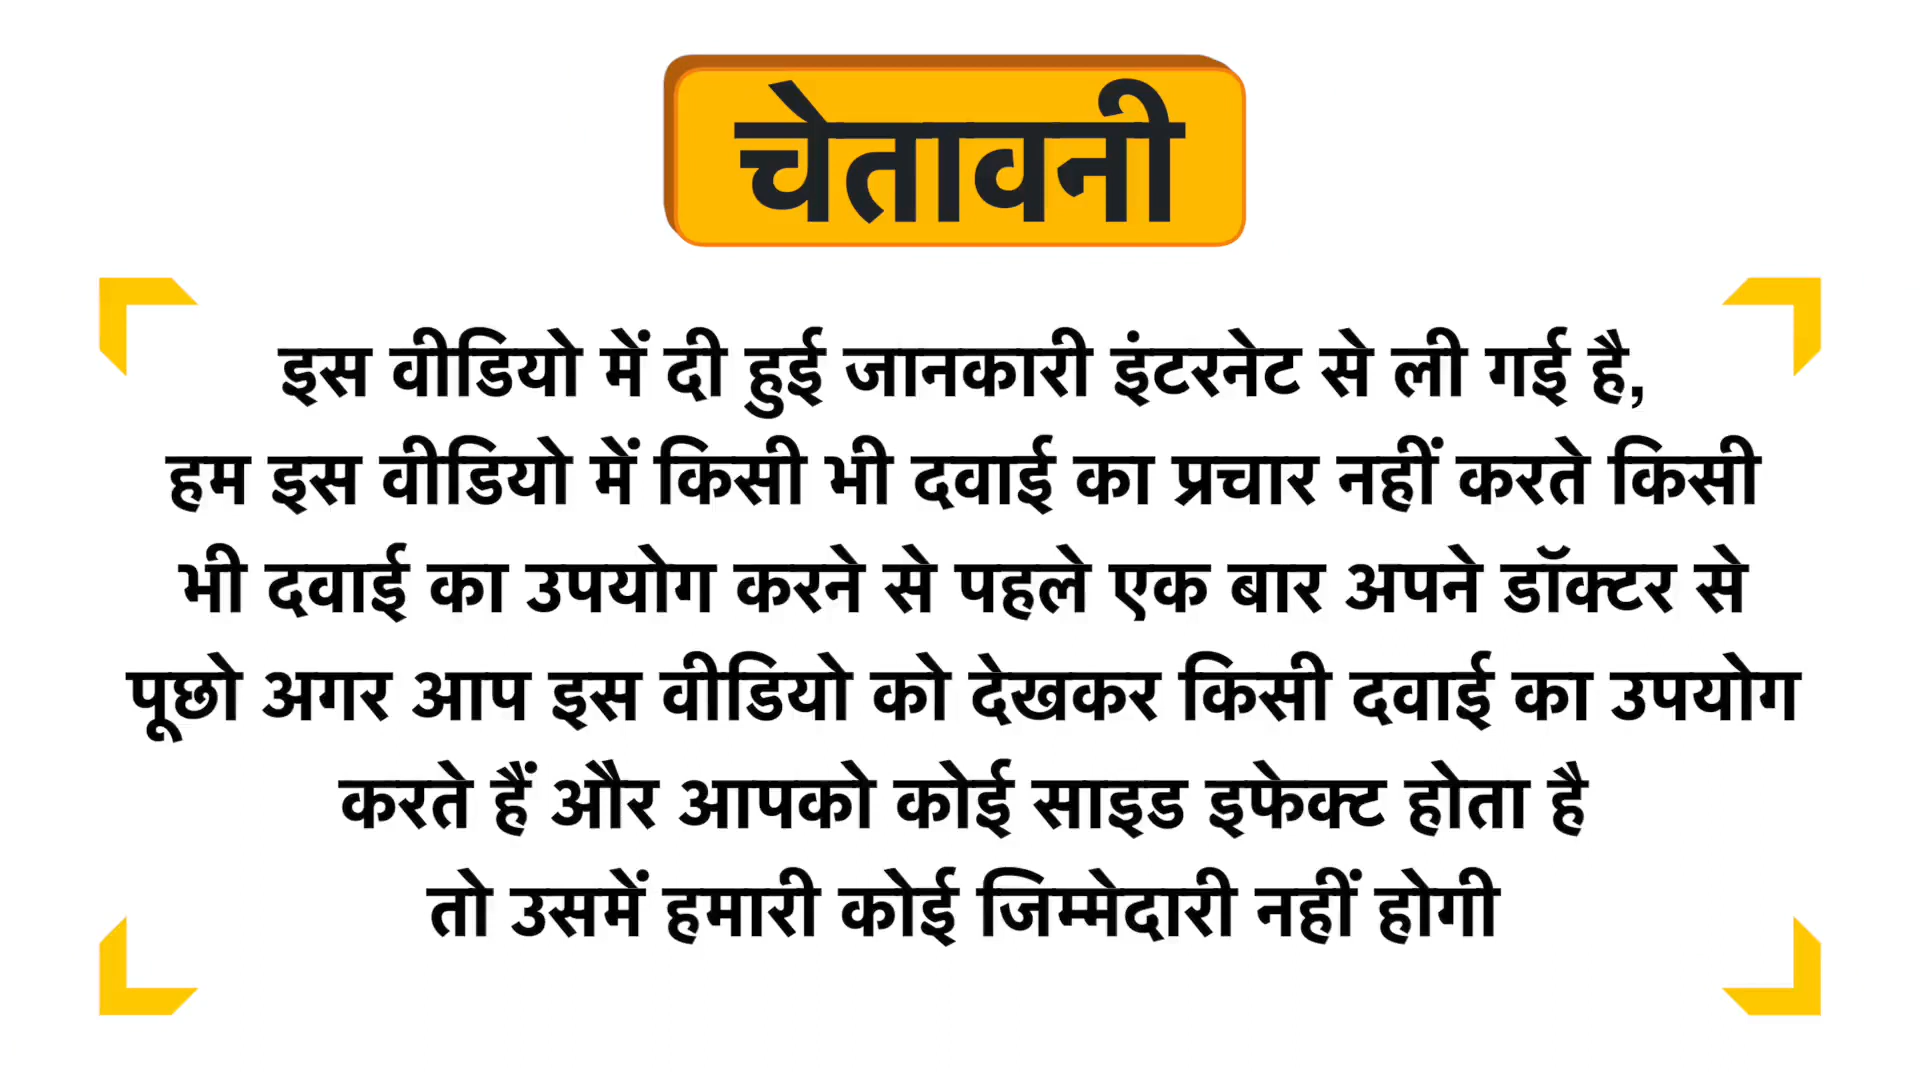 चेतावनी
इस वीडियो में दी हुई जानकारी इंटरनेट से ली गई है,
हम इस वीडियो में किसी भी दवाई का प्रचार नहीं करते किसी
भी दवाई का उपयोग करने से पहले एक बार अपने डॉक्टर से
पूछो अगर आप इस वीडियो को देखकर किसी दवाई का उपयोग
करते हैं और आपको कोई साइड इफेक्ट होता है
तो उसमें हमारी कोई जिम्मेदारी नहीं होगी